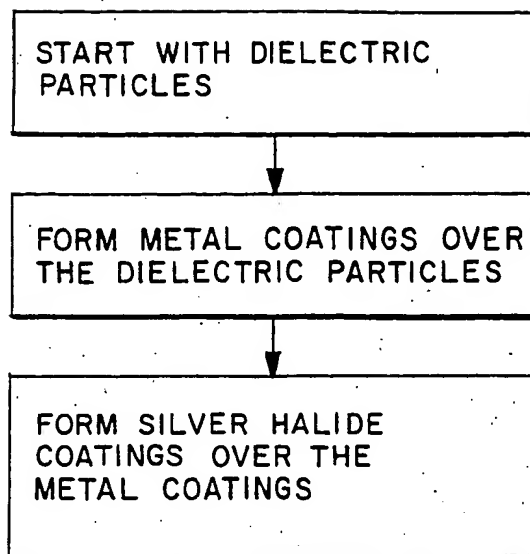 START WITH DIELECTRIC
PARTICLES
FORM METAL COATINGS OVER
THE DIELECTRIC PARTICLES
FORM SILVER HALIDE
COATINGS OVER THE
METAL COATINGS